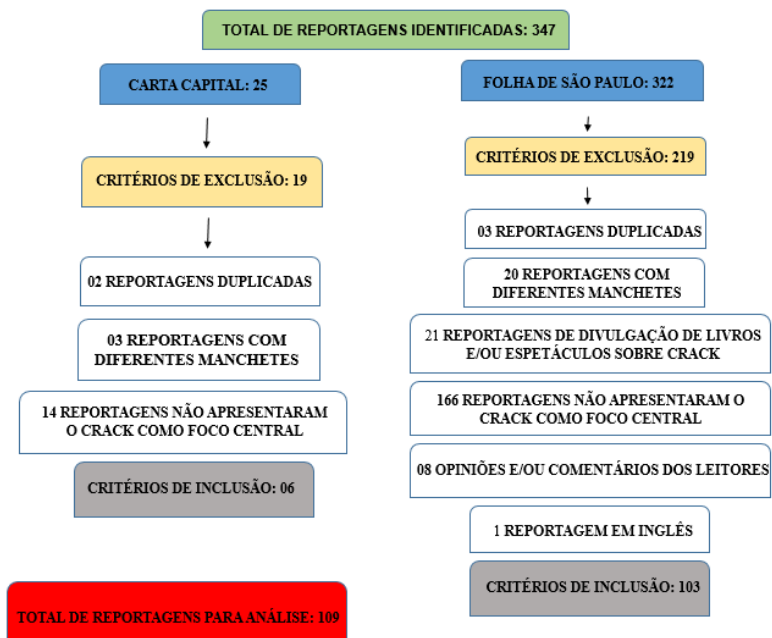 TOTAL DE REPORTAGENS IDENTIFICADAS: 347
CARTA CAPITAL: 25
CRITÉRIOS DE EXCLUSÃO: 19
02 REPORTAGENS DUPLICADAS
03 REPORTAGENS COM
DIFERENTES MANCHETES
14 REPORTAGENS NÃO APRESENTARAM
O CRACK COMO FOCO CENTRAL
CRITÉRIOS DE INCLUSÃO: 06
FOLHA DE SÃO PAULO: 322
CRITÉRIOS DE EXCLUSÃO: 219
03 REPORTAGENS DUPLICADAS
20 REPORTAGENS COM
DIFERENTES MANCHETES
21 REPORTAGENS DE DIVULGAÇÃO DE LIVROS
E/OU ESPETÁCULOS SOBRE CRACK
166 REPORTAGENS NÃO APRESENTARAM O
CRACK COMO FOCO CENTRAL
08 OPINIÕES E/OU COMENTÁRIOS DOS LEITORES
1 REPORTAGEM EM INGLÊS
CRITÉRIOS DE INCLUSÃO: 103
TOTAL DE REPORTAGENS PARA ANÁLISE: 109